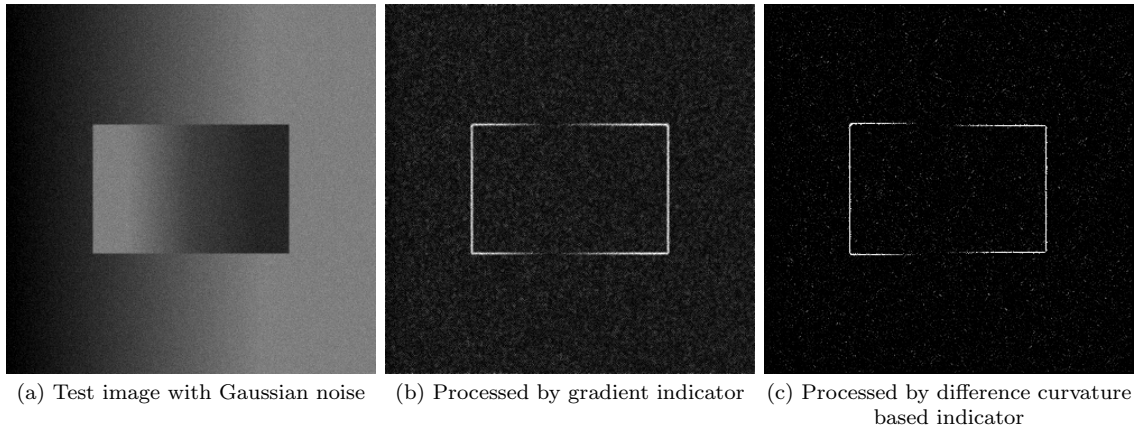 (a) Test image with Gaussian noise
(b) Processed by gradient indicator
(c) Processed by difference curvature
based indicator